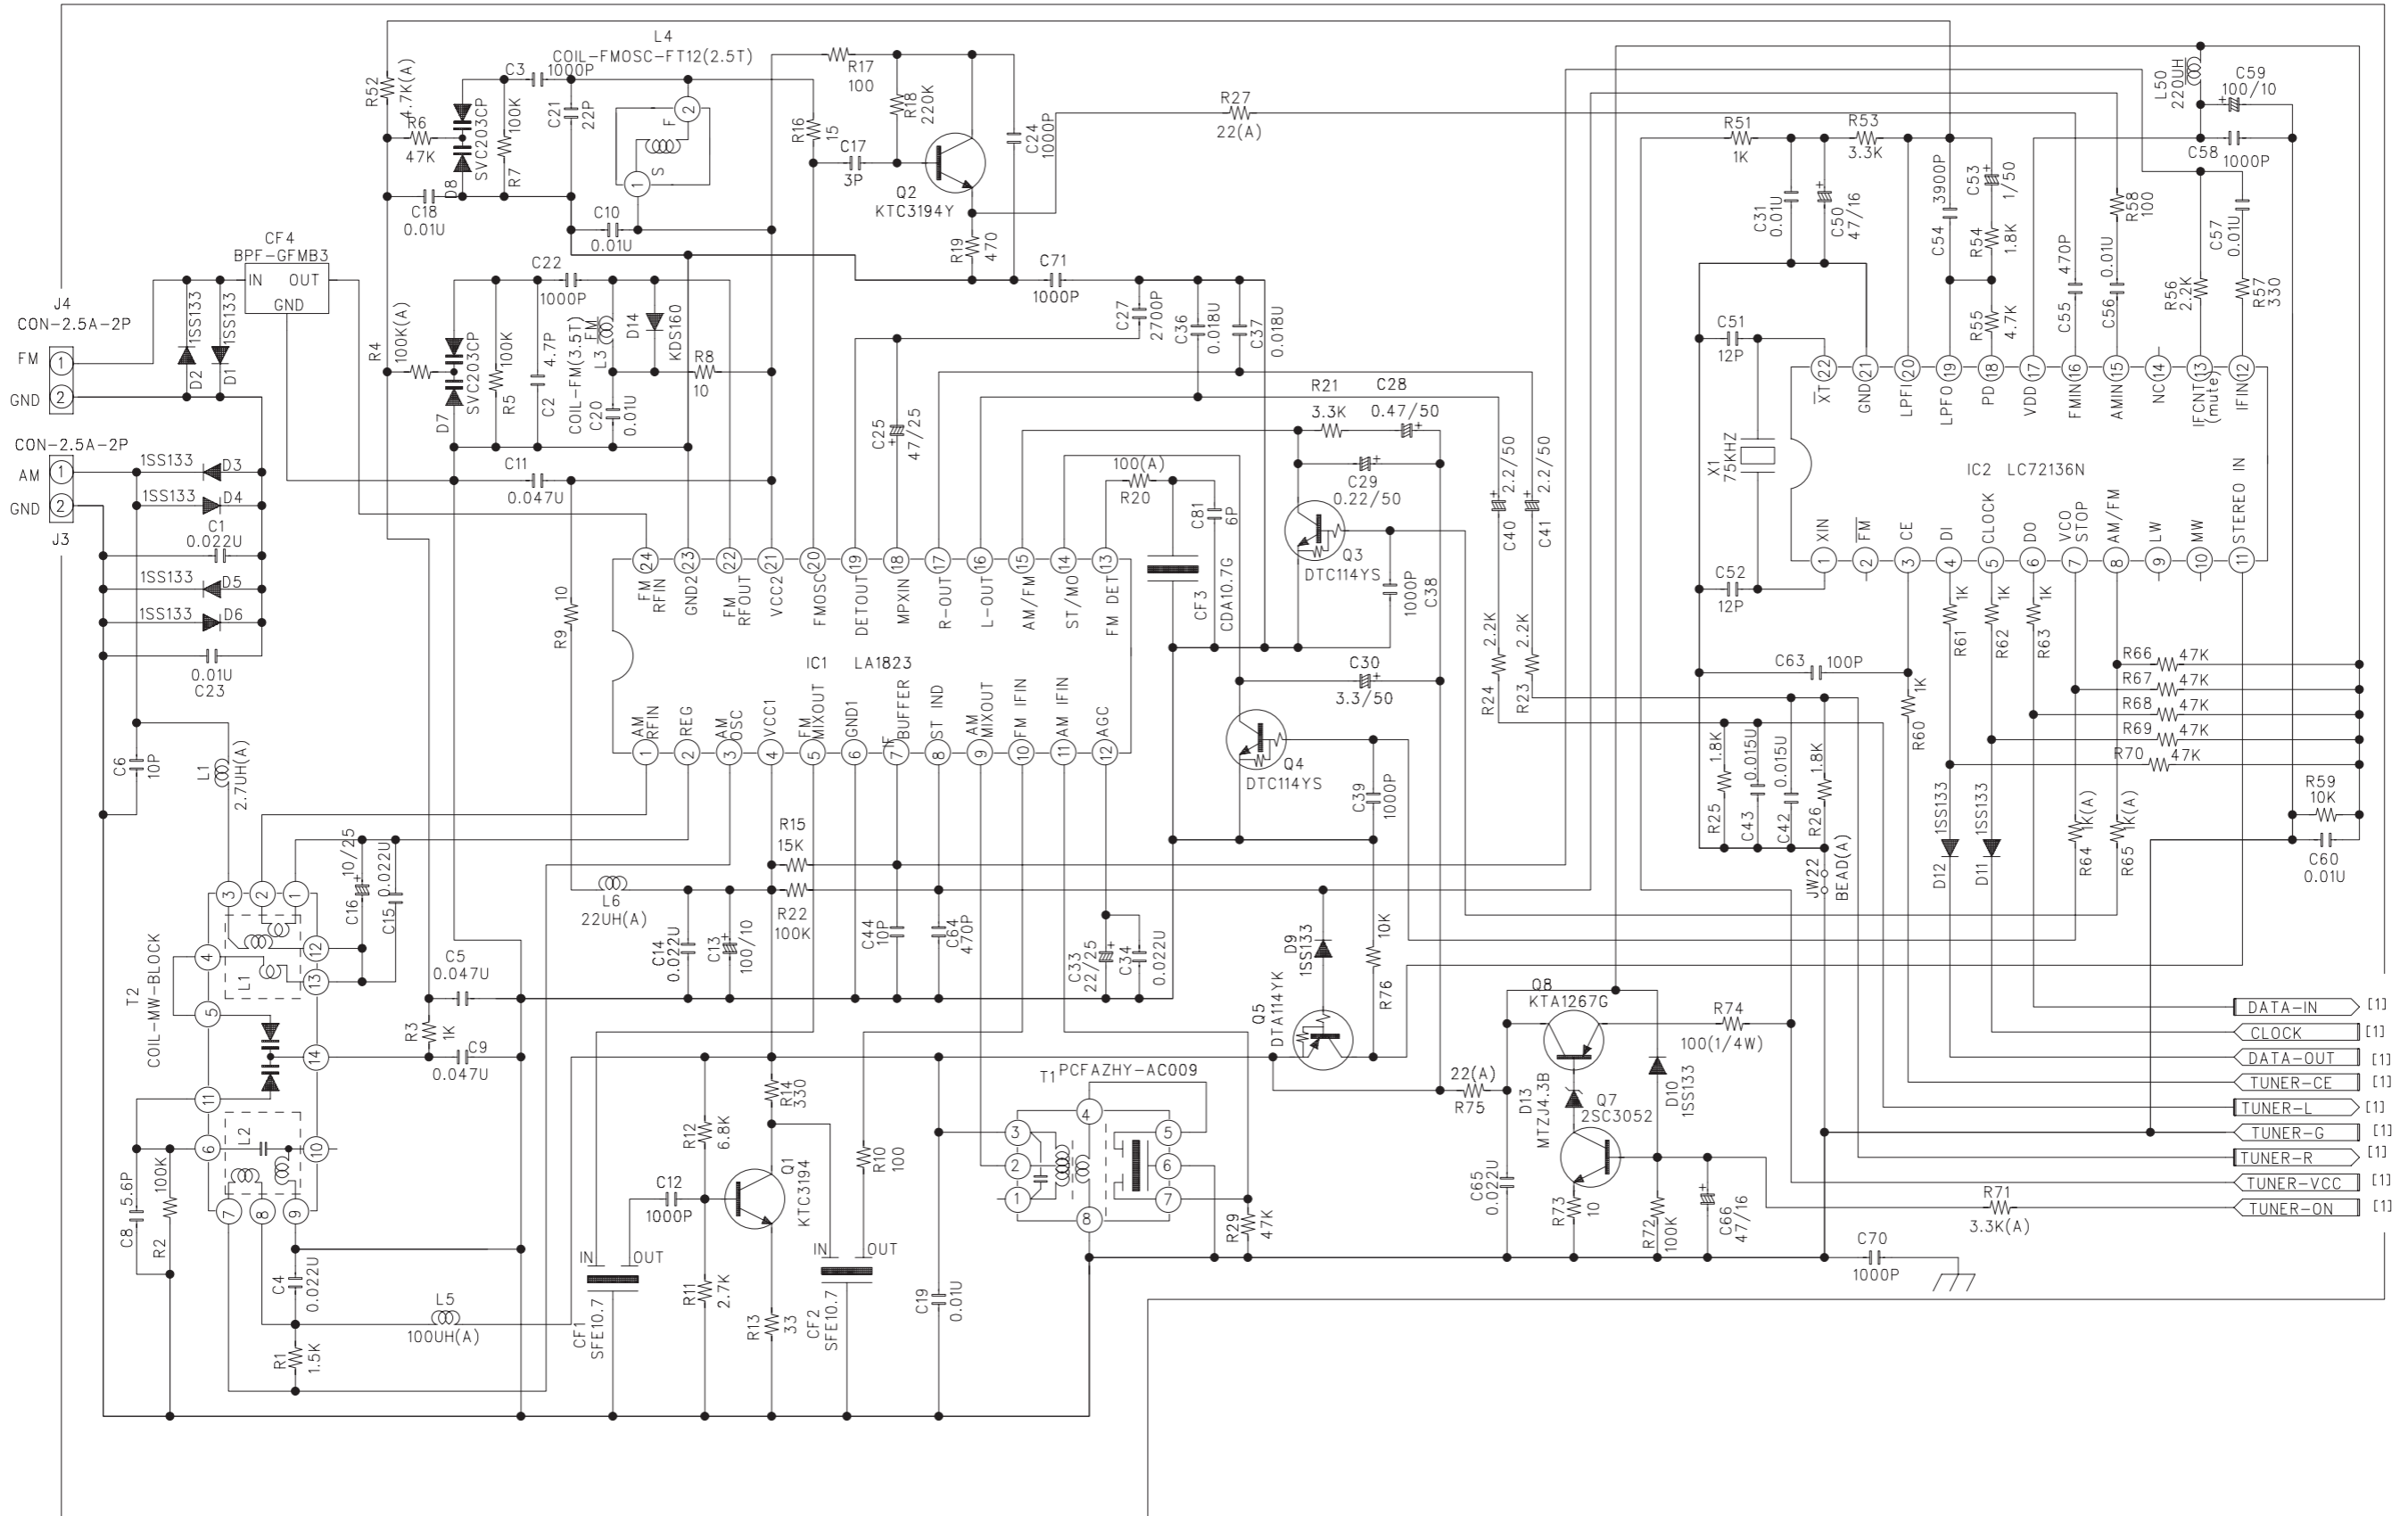 L4
COIL-FMOSC-FT12(2.5T)
R52
4.7K(A)
R6
47K
C3
1000P
SVC203CP
D8
R7
100K
C21
22P
F
2
S
1
R16
15
R17
100
R18
220K
C17
3P
Q2
KTC3194Y
C24
1000P
R27
22(A)
R19
470
C18
0.01U
C10
0.01U
CF4
BPF-GFMB3
IN OUT
GND
J4
CON-2.5A-2P
FM 1
GND 2
1SS133
D2
1SS133
D1
R4
100K(A)
D7
SVC203CP
R5
100K
C22
1000P
C2
4.7P
COIL-FM(3.5T)
L3
FM
C20
0.01U
D14
KDS160
R8
10
C71
1000P
C27
2700P
C36
0.018U
C37
0.018U
C25
47/25
R21
3.3K
C28
0.47/50
C29
0.22/50
100(A)
R20
C81
6P
Q3
DTC114YS
CF3
CDA10.7G
1000P
C38
C40
2.2/50
C41
2.2/50
R24
2.2K
R23
2.2K
C30
3.3/50
Q4
DTC114YS
C39
1000P
CON-2.5A-2P
AM 1
GND 2
J3
1SS133 D3
1SS133 D4
C1
0.022U
1SS133 D5
1SS133 D6
0.01U
C23
C11
0.047U
R9
10
24 23 22 21 20 19 18 17 16 15 14 13
FM RFIN
GND2
FM RFOUT
VCC2
FMOSC
DETOUT
MPXIN
R-OUT
L-OUT
AM/FM
ST/MO
FM DET
IC1 LA1823
AM RFIN
REG
AM OSC
VCC1
FM MIXOUT
GND1
IF BUFFER
ST IND
AM MIXOUT
FM IFIN
AM IFIN
AGC
1 2 3 4 5 6 7 8 9 10 11 12
C6
10P
L1
2.7UH(A)
T2
COIL-MW-BLOCK
3 2 1
4
12
L1
13
5
14
11
6
L2
10
7 8 9
C16
10/25
C15
0.022U
C5
0.047U
R3
1K
C9
0.047U
C8
5.6P
R2
100K
C4
0.022U
R1
1.5K
L5
100UH(A)
L6
22UH(A)
R15
15K
R22
100K
C14
0.022U
C13
100/10
C44
10P
C64
470P
C33
22/25
C34
0.022U
R14
330
R12
6.8K
C12
1000P
Q1
KTC3194
R11
2.7K
R13
33
R10
100
IN OUT
CF1
SFE10.7
IN OUT
CF2
SFE10.7
C19
0.01U
T1 PCFAZHY-AC009
3
2
1
4
8
5
6
7
R29
47K
D9
1SS133
Q5
DTA114YK
R76
10K
22(A)
R75
C65
0.022U
Q8
KTA1267G
R74
100(1/4W)
D13
MTZJ4.3B
D10
1SS133
Q7
2SC3052
R73
10
R72
100K
C66
47/16
R71
3.3K(A)
C70
1000P
R51
1K
C31
0.01U
C50
47/16
R53
3.3K
C54
3900P
C53
1/50
R54
1.8K
R55
4.7K
C55
470P
C56
0.01U
R58
100
R56
2.2K
R57
330
C57
0.01U
L50
220UH
C59
100/10
C58
1000P
C51
12P
X1
75KHZ
C52
12P
22 21 20 19 18 17 16 15 14 13 12
XT
GND
LPFI
LPFO
PD
VDD
FMIN
AMIN
NC
IFCNT (mute)
IFIN
IC2 LC72136N
XIN
FM
CE
DI
CLOCK
DO
VCO STOP
AM/FM
LW
MW
STEREO IN
1 2 3 4 5 6 7 8 9 10 11
R61
1K
R62
1K
R63
1K
C63 100P
R60
1K
R66 47K
R67 47K
R68 47K
R69 47K
R70 47K
R25
1.8K
C43
0.015U
C42
0.015U
R26
1.8K
JW22
BEAD(A)
D12
1SS133
D11
1SS133
R64
1K(A)
R65
1K(A)
R59
10K
C60
0.01U
DATA-IN [1]
CLOCK [1]
DATA-OUT [1]
TUNER-CE [1]
TUNER-L [1]
TUNER-G [1]
TUNER-R [1]
TUNER-VCC [1]
TUNER-ON [1]